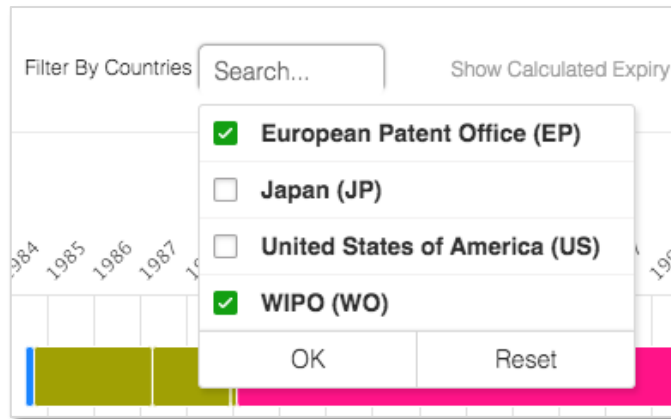 Filter By Countries Search... Show Calculated Expiry
European Patent Office (EP)
Japan (JP)
United States of America (US)
WIPO (WO)
OK Reset
1985 1986 1987